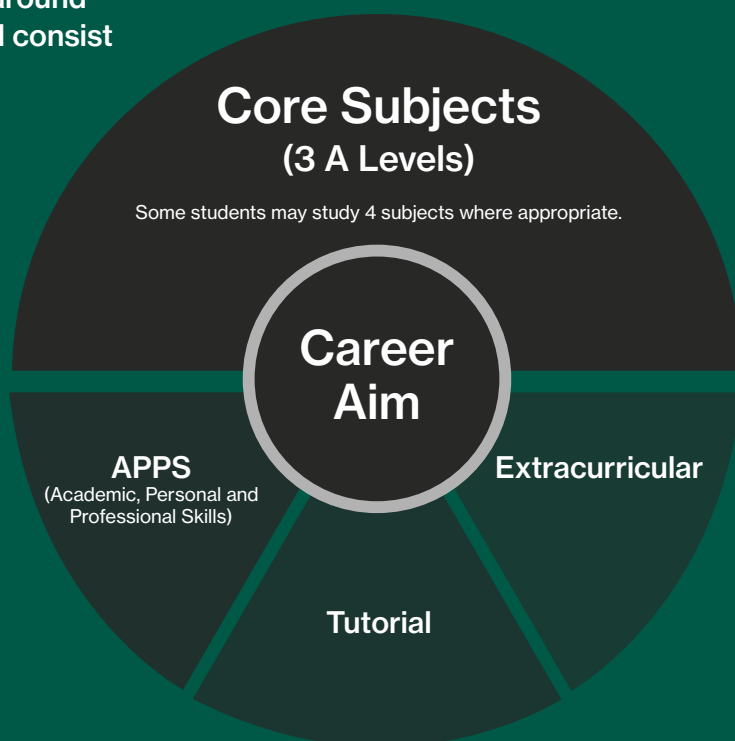 around
consist
Core Subjects
(3 A Levels)
Some students may study 4 subjects where appropriate.
Career
Aim
APPS
(Academic, Personal and
Professional Skills)
Extracurricular
Tutorial